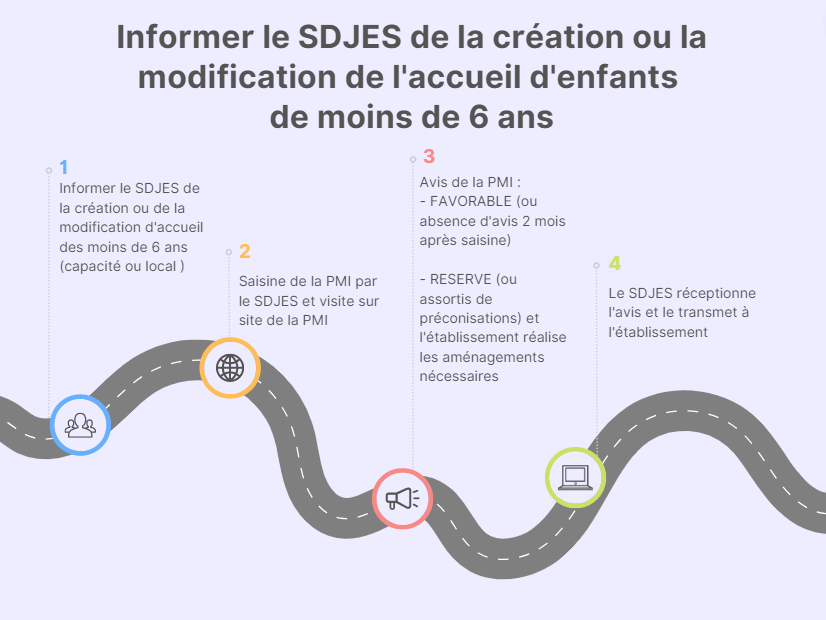 Informer le SDJES de la création ou la
modification de l'accueil d'enfants
de moins de 6 ans
1
Informer le SDJES de
la création ou de la
modification d'accueil
des moins de 6 ans
(capacité ou local )
2
Saisine de la PMI par
le SDJES et visite sur
site de la PMI
3
Avis de la PMI :
- FAVORABLE (ou
absence d'avis 2 mois
après saisine)
- RESERVE (ou
assortis de
préconisations) et
l'établissement réalise
les aménagements
nécessaires
4
Le SDJES réceptionne
l'avis et le transmet à
l'établissement